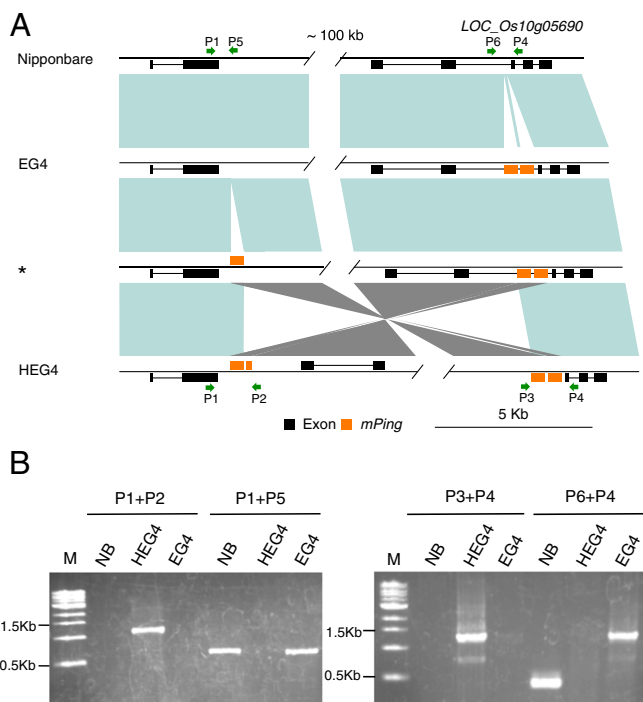 A
~ 100 kb
LOC_Os10g05690
P1 P5 P6 P4
Nipponbare
EG4
*
HEG4
P1 P2 P3 P4
Exon mPing
5 Kb
B
P1+P2 P1+P5 P3+P4 P6+P4
M NB HEG4 EG4 NB HEG4 EG4 M NB HEG4 EG4 NB HEG4 EG4
1.5Kb 1.5Kb
0.5Kb 0.5Kb